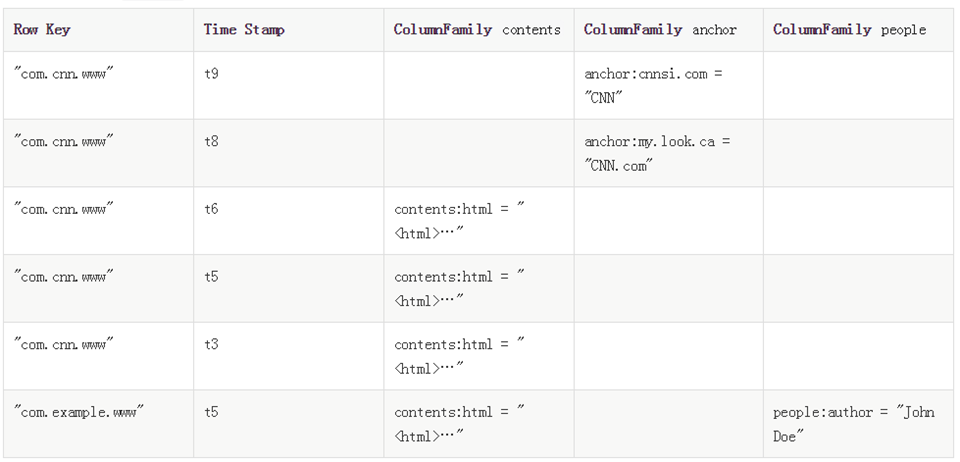 Row Key Time Stamp ColumnFamily contents ColumnFamily anchor ColumnFamily people
"com.cnn.www" t9 anchor:cnnsi.com =
"CNN"
"com.cnn.www" t8 anchor:my.look.ca =
"CNN.com"
"com.cnn.www" t6 contents:html = "
<html>…"
"com.cnn.www" t5 contents:html = "
<html>…"
"com.cnn.www" t3 contents:html = "
<html>…"
"com.example.www" t5 contents:html = " people:author = "John
<html>…" Doe"